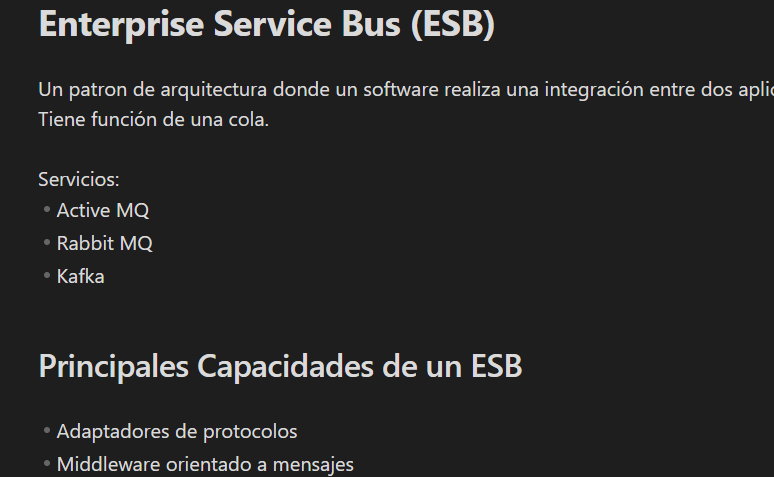 Enterprise Service Bus (ESB)
Un patron de arquitectura donde un software realiza una integración entre dos
Tiene función de una cola.
Servicios:
Active MQ
Rabbit MQ
Kafka
Principales Capacidades de un ESB
Adaptadores de protocolos
Middleware orientado a mensajes